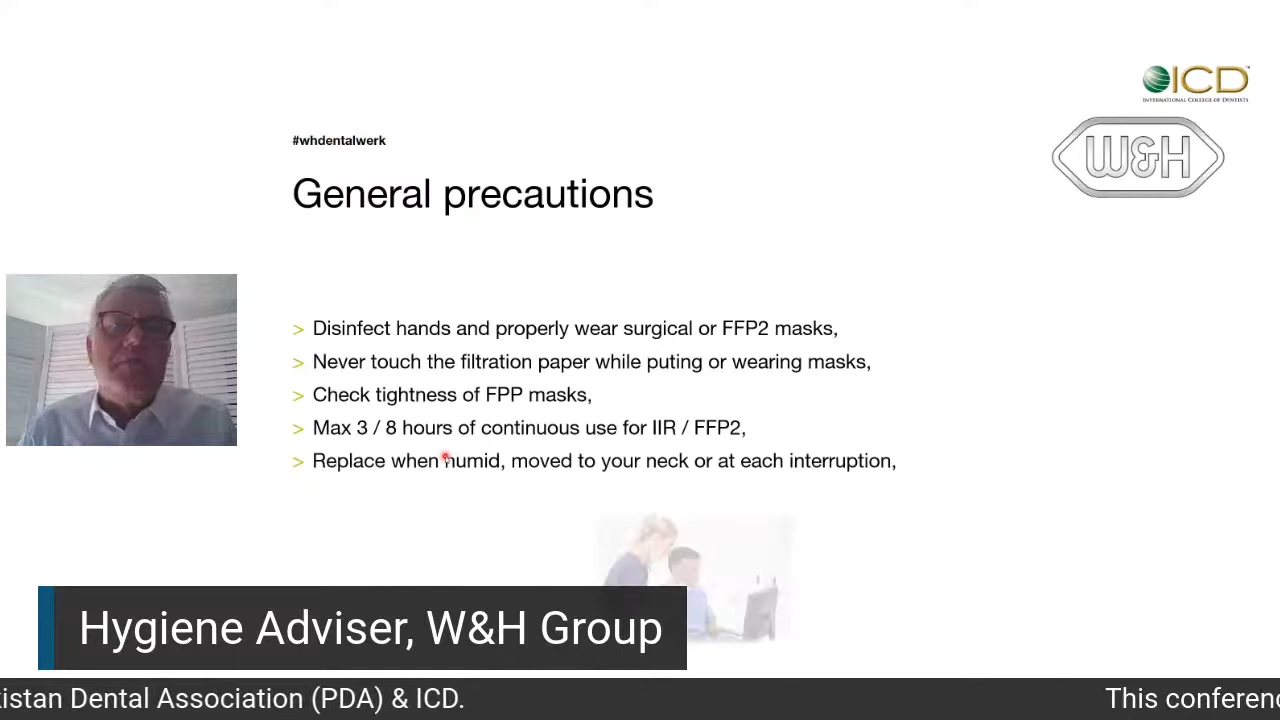 ICD
INTERNATIONAL COLLEGE OF DENTISTS
W&H
#whdentalwerk
General precautions
> Disinfect hands and properly wear surgical or FFP2 masks,
> Never touch the filtration paper while puting or wearing masks,
> Check tightness of FPP masks,
> Max 3 / 8 hours of continuous use for IIR / FFP2,
> Replace when humid, moved to your neck or at each interruption,
Hygiene Adviser, W&H Group
kistan Dental Association (PDA) & ICD. This conferenc